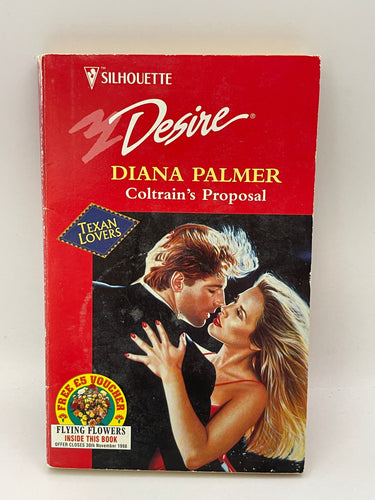 ™
SILHOUETTE
Desire®
DIANA PALMER
Coltrain's Proposal
TEXAN
LOVERS
FREE £5 VOUCHER
FLYING FLOWERS
INSIDE THIS BOOK
OFFER CLOSES 30th November 1998